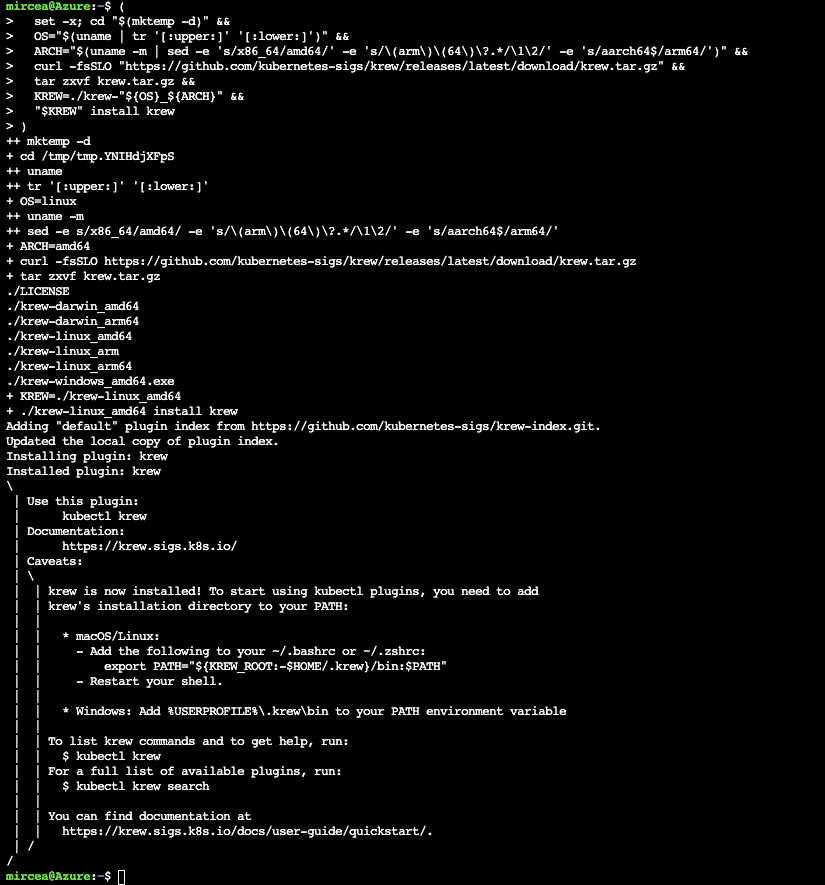 mircea@Azure:~$ (
>   set -x; cd "$(mktemp -d)" &&
>   OS="$(uname | tr '[:upper:]' '[:lower:]')" &&
>   ARCH="$(uname -m | sed -e 's/x86_64/amd64/' -e 's/\(arm\)\(64\)\?.*/\1\2/' -e 's/aarch64$/arm64/')" &&
>   curl -fsSLO "https://github.com/kubernetes-sigs/krew/releases/latest/download/krew.tar.gz" &&
>   tar zxvf krew.tar.gz &&
>   KREW=./krew-"${OS}_${ARCH}" &&
>   "$KREW" install krew
> )
++ mktemp -d
+ cd /tmp/tmp.YNIHdjXFpS
++ uname
++ tr '[:upper:]' '[:lower:]'
+ OS=linux
++ uname -m
++ sed -e s/x86_64/amd64/ -e 's/\(arm\)\(64\)\?.*/\1\2/' -e 's/aarch64$/arm64/'
+ ARCH=amd64
+ curl -fsSLO https://github.com/kubernetes-sigs/krew/releases/latest/download/krew.tar.gz
+ tar zxvf krew.tar.gz
./LICENSE
./krew-darwin_amd64
./krew-darwin_arm64
./krew-linux_amd64
./krew-linux_arm
./krew-linux_arm64
./krew-windows_amd64.exe
+ KREW=./krew-linux_amd64
+ ./krew-linux_amd64 install krew
Adding "default" plugin index from https://github.com/kubernetes-sigs/krew-index.git.
Updated the local copy of plugin index.
Installing plugin: krew
Installed plugin: krew
\
 | Use this plugin:
 |      kubectl krew
 | Documentation:
 |      https://krew.sigs.k8s.io/
 | Caveats:
 | \
 |  | krew is now installed! To start using kubectl plugins, you need to add
 |  | krew's installation directory to your PATH:
 |  |
 |  |   * macOS/Linux:
 |  |     - Add the following to your ~/.bashrc or ~/.zshrc:
 |  |         export PATH="${KREW_ROOT:-$HOME/.krew}/bin:$PATH"
 |  |     - Restart your shell.
 |  |
 |  |   * Windows: Add %USERPROFILE%\.krew\bin to your PATH environment variable
 |  |
 |  | To list krew commands and to get help, run:
 |  |   $ kubectl krew
 |  | For a full list of available plugins, run:
 |  |   $ kubectl krew search
 |  |
 |  | You can find documentation at
 |  |   https://krew.sigs.k8s.io/docs/user-guide/quickstart/.
 | /
/
mircea@Azure:~$